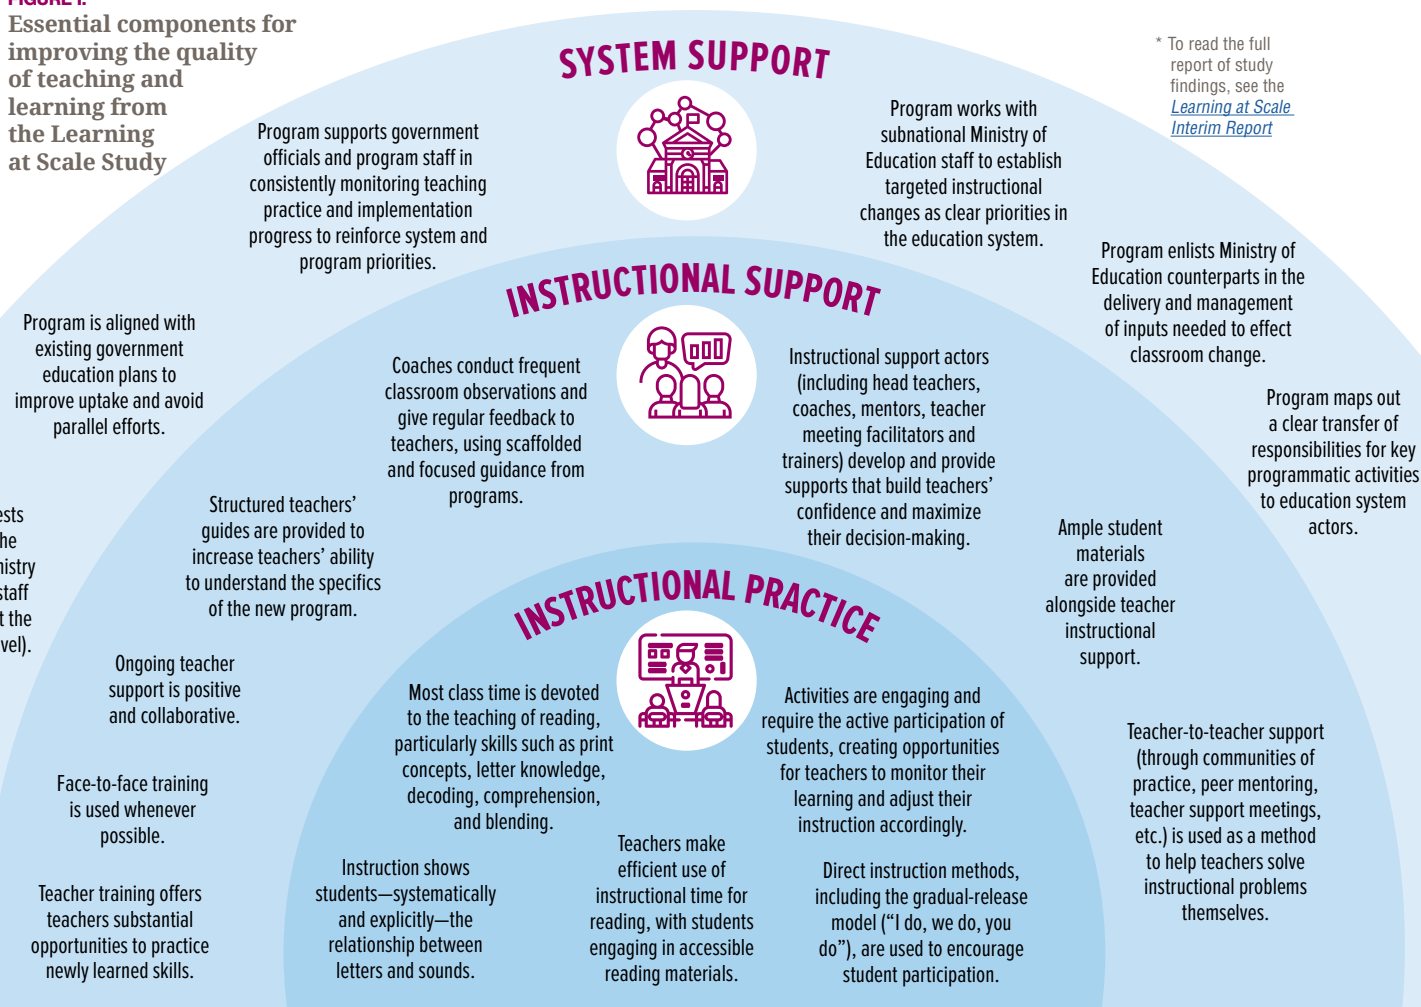 FIGURE 1.
Essential components for
improving the quality
of teaching and
learning from
the Learning
at Scale Study
* To read the full
report of study
findings, see the
Learning at Scale
Interim Report
SYSTEM SUPPORT
Program supports government
officials and program staff in
consistently monitoring teaching
practice and implementation
progress to reinforce system and
program priorities.
Program works with
subnational Ministry of
Education staff to establish
targeted instructional
changes as clear priorities in
the education system.
Program is aligned with
existing government
education plans to
improve uptake and avoid
parallel efforts.
Program enlists Ministry of
Education counterparts in the
delivery and management
of inputs needed to effect
classroom change.
Program maps out
a clear transfer of
responsibilities for key
programmatic activities
to education system
actors.
ests
he
nistry
staff
t the
vel).
INSTRUCTIONAL SUPPORT
Coaches conduct frequent
classroom observations and
give regular feedback to
teachers, using scaffolded
and focused guidance from
programs.
Instructional support actors
(including head teachers,
coaches, mentors, teacher
meeting facilitators and
trainers) develop and provide
supports that build teachers'
confidence and maximize
their decision-making.
Structured teachers'
guides are provided to
increase teachers' ability
to understand the specifics
of the new program.
Ample student
materials
are provided
alongside teacher
instructional
support.
Ongoing teacher
support is positive
and collaborative.
Face-to-face training
is used whenever
possible.
Teacher training offers
teachers substantial
opportunities to practice
newly learned skills.
Teacher-to-teacher support
(through communities of
practice, peer mentoring,
teacher support meetings,
etc.) is used as a method
to help teachers solve
instructional problems
themselves.
INSTRUCTIONAL PRACTICE
Most class time is devoted
to the teaching of reading,
particularly skills such as print
concepts, letter knowledge,
decoding, comprehension,
and blending.
Activities are engaging and
require the active participation of
students, creating opportunities
for teachers to monitor their
learning and adjust their
instruction accordingly.
Instruction shows
students—systematically
and explicitly—the
relationship between
letters and sounds.
Teachers make
efficient use of
instructional time for
reading, with students
engaging in accessible
reading materials.
Direct instruction methods,
including the gradual-release
model ("I do, we do, you
do"), are used to encourage
student participation.